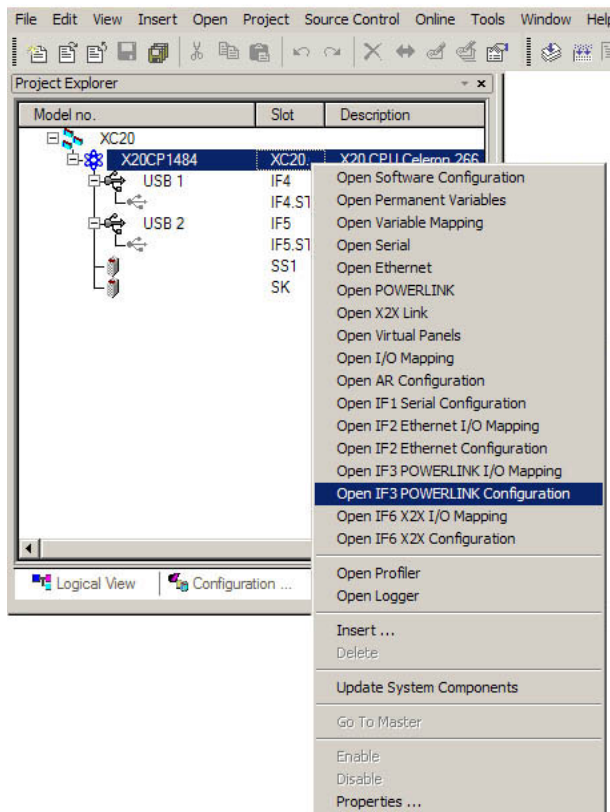 File Edit View Insert Open Project Source Control Online Tools Window Help
Project Explorer
Model no. Slot Description
XC20
X20CP1484 XC20. X20 CPU Celeron 266
USB 1 IF4
IF4.ST
USB 2 IF5
IF5.ST
SS1
SK
Logical View Configuration ...
Open Software Configuration
Open Permanent Variables
Open Variable Mapping
Open Serial
Open Ethernet
Open POWERLINK
Open X2X Link
Open Virtual Panels
Open I/O Mapping
Open AR Configuration
Open IF1 Serial Configuration
Open IF2 Ethernet I/O Mapping
Open IF2 Ethernet Configuration
Open IF3 POWERLINK I/O Mapping
Open IF3 POWERLINK Configuration
Open IF6 X2X I/O Mapping
Open IF6 X2X Configuration
Open Profiler
Open Logger
Insert ...
Delete
Update System Components
Go To Master
Enable
Disable
Properties ...